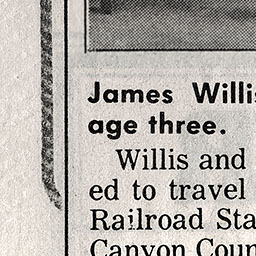 James Willis
age three.
Willis and
ed to travel
Railroad Sta
Canyon Coun